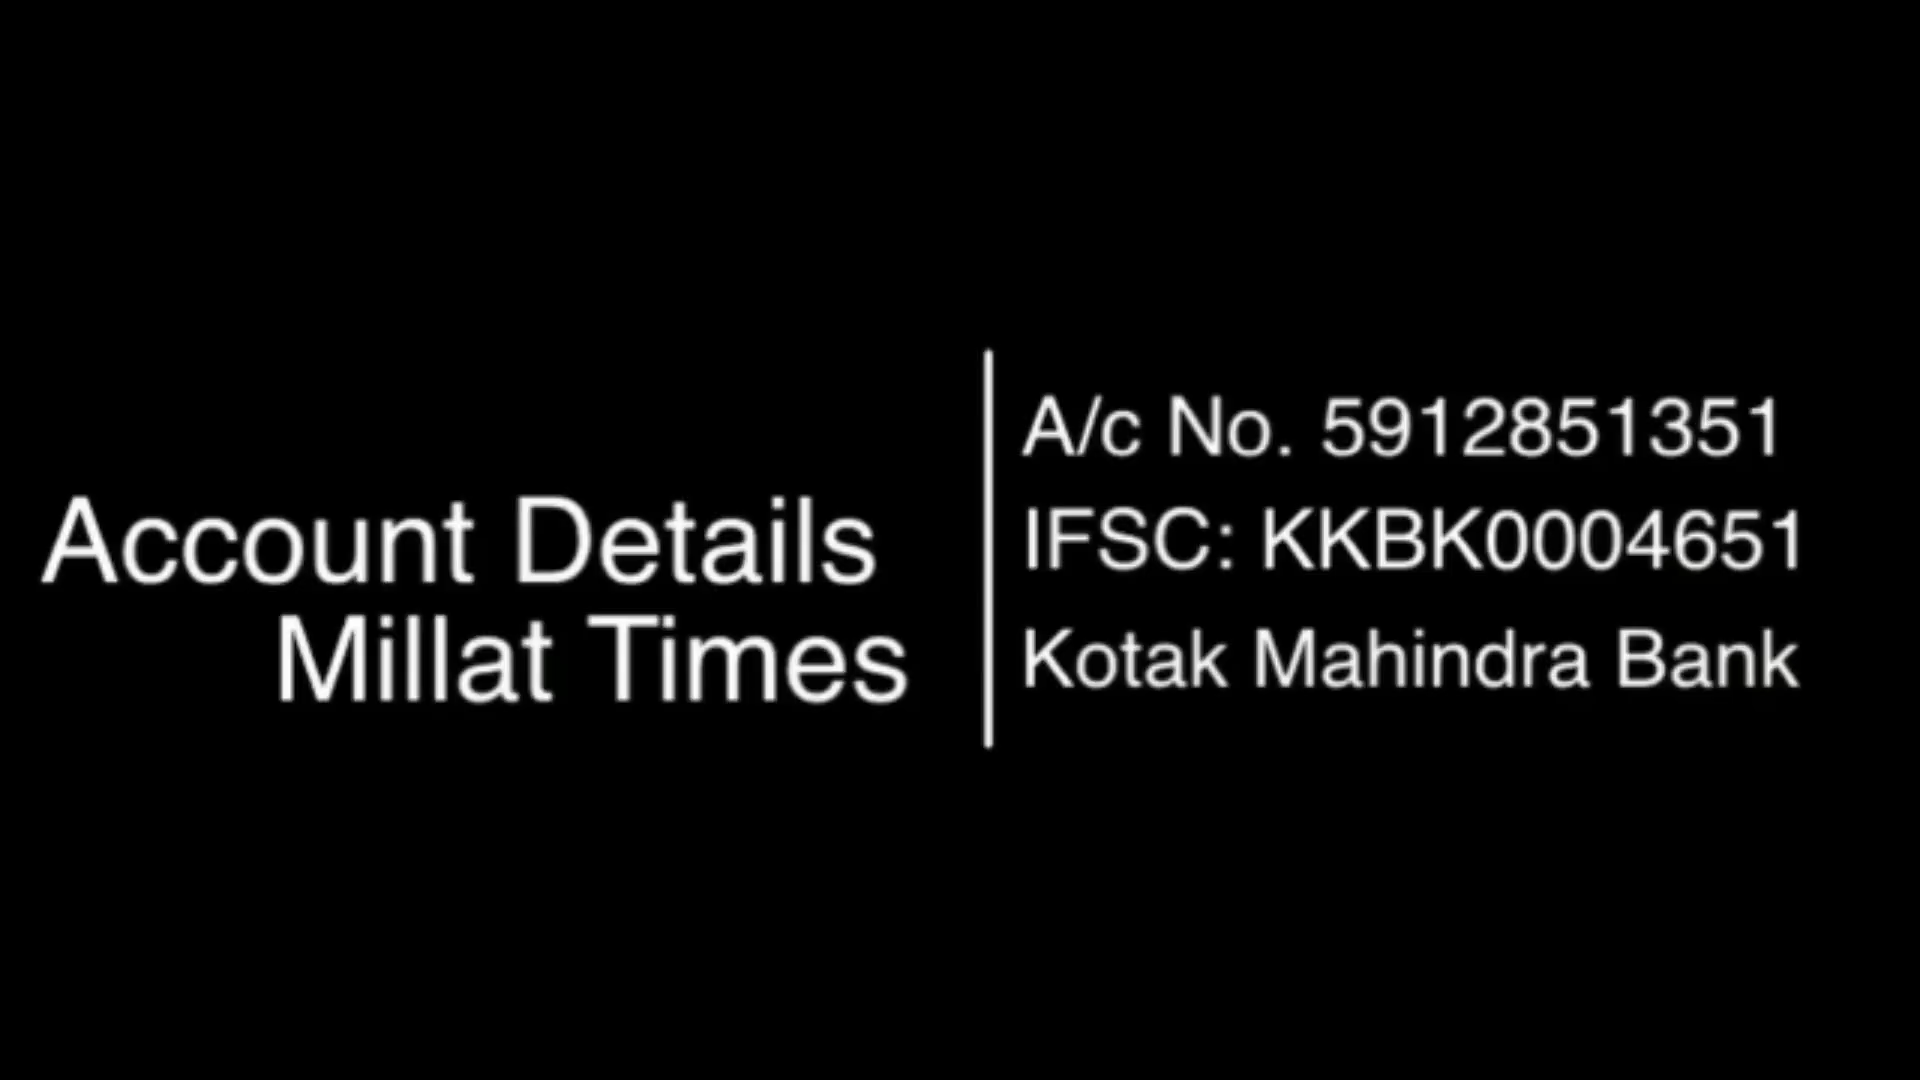 Account Details
Millat Times
A/c No. 5912851351
IFSC: KKBK0004651
Kotak Mahindra Bank